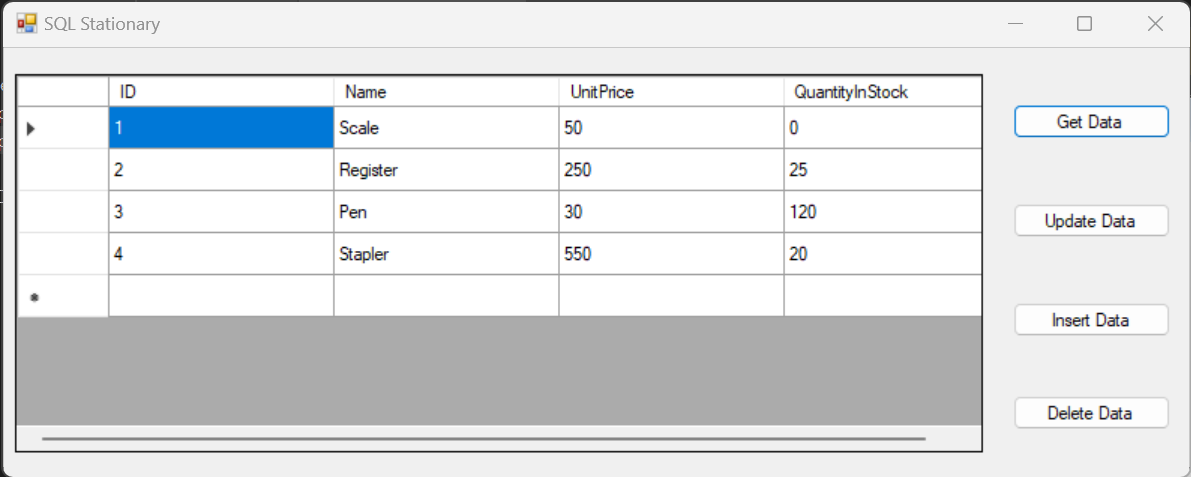 SQL Stationary
ID Name UnitPrice QuantityInStock
1 Scale 50 0
2 Register 250 25
3 Pen 30 120
4 Stapler 550 20
Get Data
Update Data
Insert Data
Delete Data